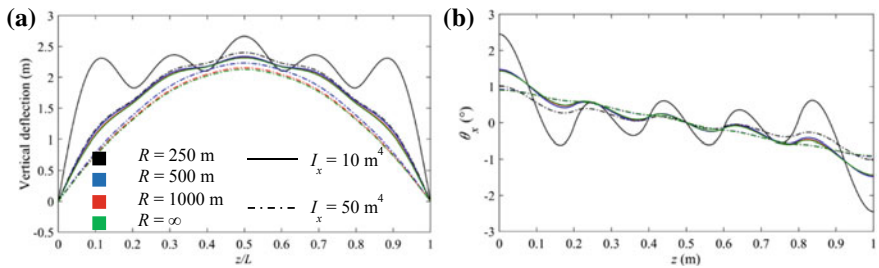 (a)
Vertical deflection (m)
3
2.5
2
1.5
1
0.5
0
-0.5
R = 250 m
R = 500 m
R = 1000 m
R = ∞
I_x = 10 m⁴
I_x = 50 m⁴
0 0.1 0.2 0.3 0.4 0.5 0.6 0.7 0.8 0.9 1
z/L
(b)
θ_x (°)
3
2
1
0
-1
-2
-3
0 0.1 0.2 0.3 0.4 0.5 0.6 0.7 0.8 0.9 1
z (m)